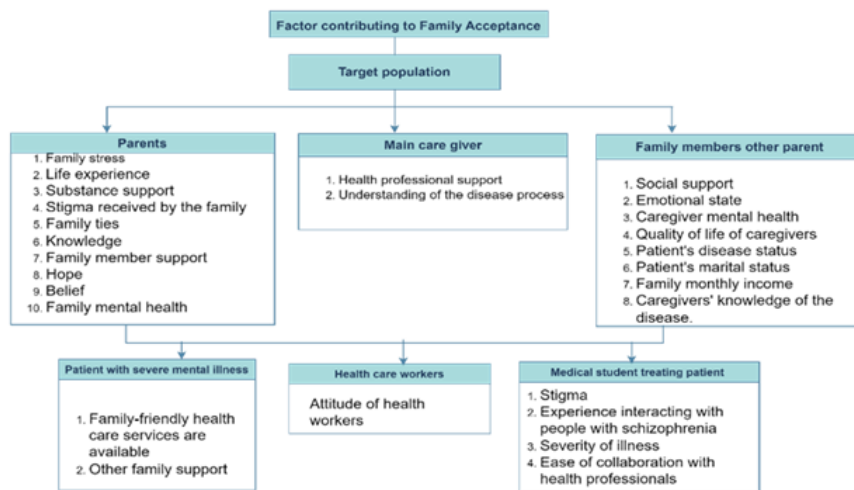 Factor contributing to Family Acceptance
Target population
Parents
1. Family stress
2. Life experience
3. Substance support
4. Stigma received by the family
5. Family ties
6. Knowledge
7. Family member support
8. Hope
9. Belief
10. Family mental health
Main care giver
1. Health professional support
2. Understanding of the disease process
Family members other parent
1. Social support
2. Emotional state
3. Caregiver mental health
4. Quality of life of caregivers
5. Patient's disease status
6. Patient's marital status
7. Family monthly income
8. Caregivers' knowledge of the
disease.
Patient with severe mental illness
1. Family-friendly health
care services are
available
2. Other family support
Health care workers
Attitude of health
workers
Medical student treating patient
1. Stigma
2. Experience interacting with
people with schizophrenia
3. Severity of illness
4. Ease of collaboration with
health professionals